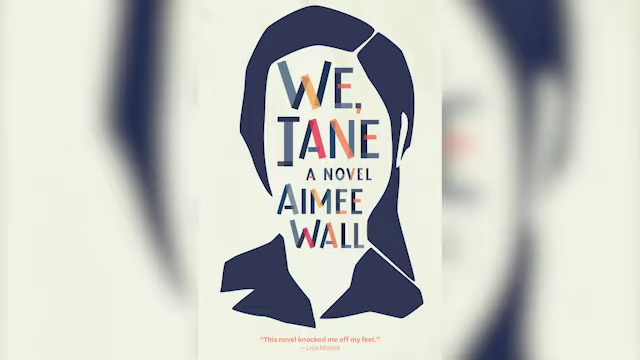 WE,
JANE
A NOVEL
AIMEE
WALL
"This novel knocked me off my feet."
—Lisa Moore